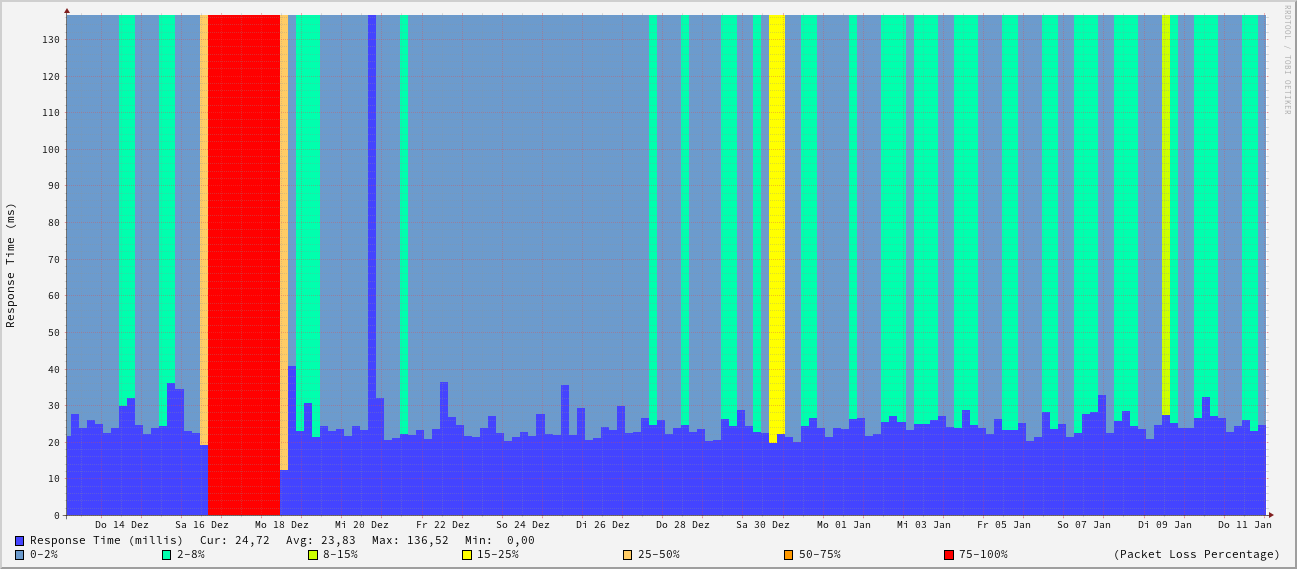 RRDTOOL / TOBI OETIKER
Response Time (ms)
130
120
110
100
90
80
70
60
50
40
30
20
10
0
Do 14 Dez Sa 16 Dez Mo 18 Dez Mi 20 Dez Fr 22 Dez So 24 Dez Di 26 Dez Do 28 Dez Sa 30 Dez Mo 01 Jan Mi 03 Jan Fr 05 Jan So 07 Jan Di 09 Jan Do 11 Jan
Response Time (millis) Cur: 24,72 Avg: 23,83 Max: 136,52 Min: 0,00
0-2% 2-8% 8-15% 15-25% 25-50% 50-75% 75-100% (Packet Loss Percentage)